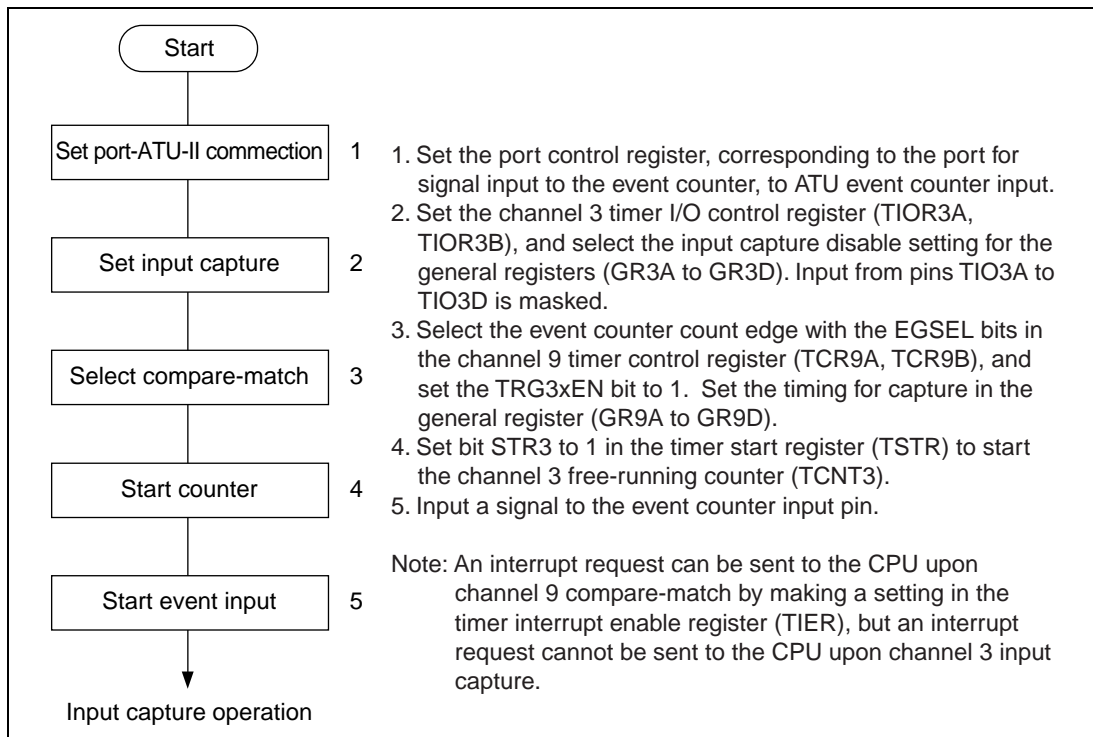 Start
Set port-ATU-II commection 1
Set input capture 2
Select compare-match 3
Start counter 4
Start event input 5
Input capture operation
1. Set the port control register, corresponding to the port for
signal input to the event counter, to ATU event counter input.
2. Set the channel 3 timer I/O control register (TIOR3A,
TIOR3B), and select the input capture disable setting for the
general registers (GR3A to GR3D). Input from pins TIO3A to
TIO3D is masked.
3. Select the event counter count edge with the EGSEL bits in
the channel 9 timer control register (TCR9A, TCR9B), and
set the TRG3xEN bit to 1. Set the timing for capture in the
general register (GR9A to GR9D).
4. Set bit STR3 to 1 in the timer start register (TSTR) to start
the channel 3 free-running counter (TCNT3).
5. Input a signal to the event counter input pin.
Note: An interrupt request can be sent to the CPU upon
channel 9 compare-match by making a setting in the
timer interrupt enable register (TIER), but an interrupt
request cannot be sent to the CPU upon channel 3 input
capture.